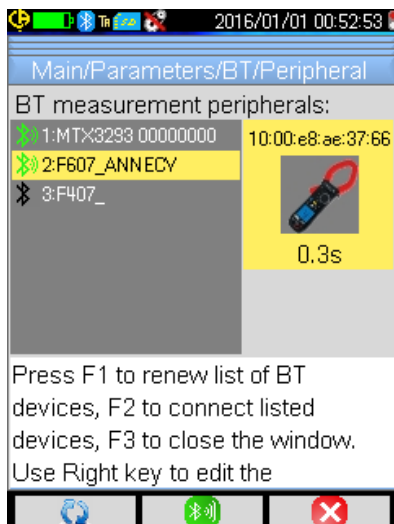 TR 2016/01/01 00:52:53
Main/Parameters/BT/Peripheral
BT measurement peripherals:
1:MTX3293 00000000
2:F607_ANNECY
3:F407_
10:00:e8:ae:37:66
0.3s
Press F1 to renew list of BT
devices, F2 to connect listed
devices, F3 to close the window.
Use Right key to edit the